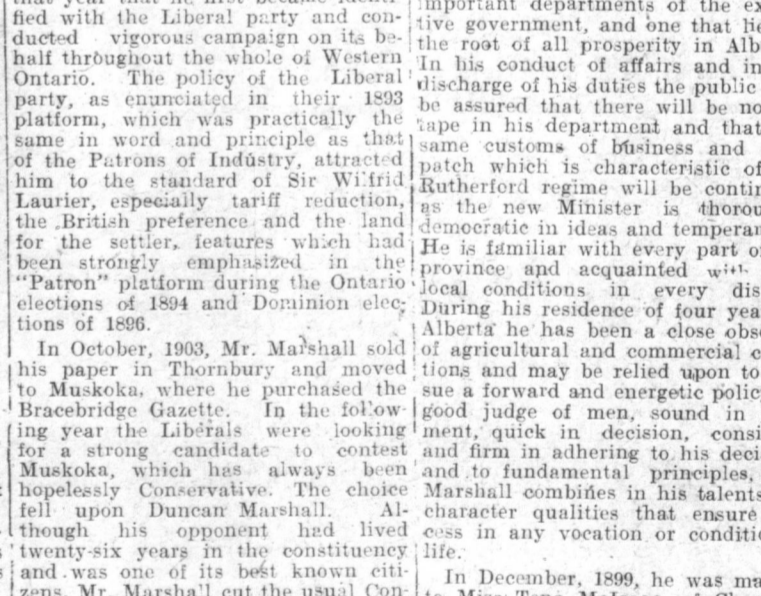 that year that he first became identi-
fied with the Liberal party and con-
ducted vigorous campaign on its be-
half throughout the whole of Western
Ontario. The policy of the Liberal
party, as enunciated in their 1893
platform, which was practically the
same in word and principle as that
of the Patrons of Industry, attracted
him to the standard of Sir Wilfrid
Laurier, especially tariff reduction,
the British preference and the land
for the settler, features which had
been strongly emphasized in the
"Patron" platform during the Ontario
elections of 1894 and Dominion elec-
tions of 1896.
In October, 1903, Mr. Marshall sold
his paper in Thornbury and moved
to Muskoka, where he purchased the
Bracebridge Gazette. In the follow-
ing year the Liberals were looking
for a strong candidate to contest
Muskoka, which has always been
hopelessly Conservative. The choice
fell upon Duncan Marshall. Al-
though his opponent had lived
twenty-six years in the constituency
and was one of its best known citi-
zens, Mr. Marshall cut the usual Con-
important departments of the ex
tive government, and one that lie
the root of all prosperity in Alb
In his conduct of affairs and in
discharge of his duties the public
be assured that there will be no
tape in his department and that
same customs of business and
patch which is characteristic of
Rutherford regime will be contin
as the new Minister is thorou
democratic in ideas and temperan
He is familiar with every part o
province and acquainted with
local conditions in every dis
During his residence of four yea
Alberta he has been a close obse
of agricultural and commercial c
tions and may be relied upon to
sue a forward and energetic polic
good judge of men, sound in
ment, quick in decision, consi
and firm in adhering to his deci
and to fundamental principles,
Marshall combines in his talents
character qualities that ensure
cess in any vocation or conditio
life.
In December, 1899, he was ma
to Miss